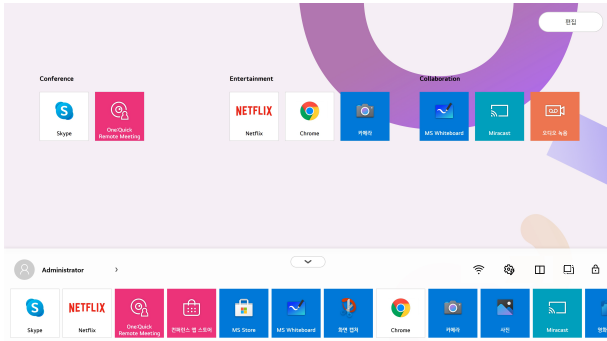 편집
Conference
Entertainment
Collaboration
Skype
One:Quick
Remote Meeting
NETFLIX
Netflix
Chrome
카메라
MS Whiteboard
Miracast
오디오 녹음
Administrator
Skype
NETFLIX
Netflix
One:Quick
Remote Meeting
컨퍼런스 앱 스토어
MS Store
MS Whiteboard
화면 캡처
Chrome
카메라
사진
Miracast